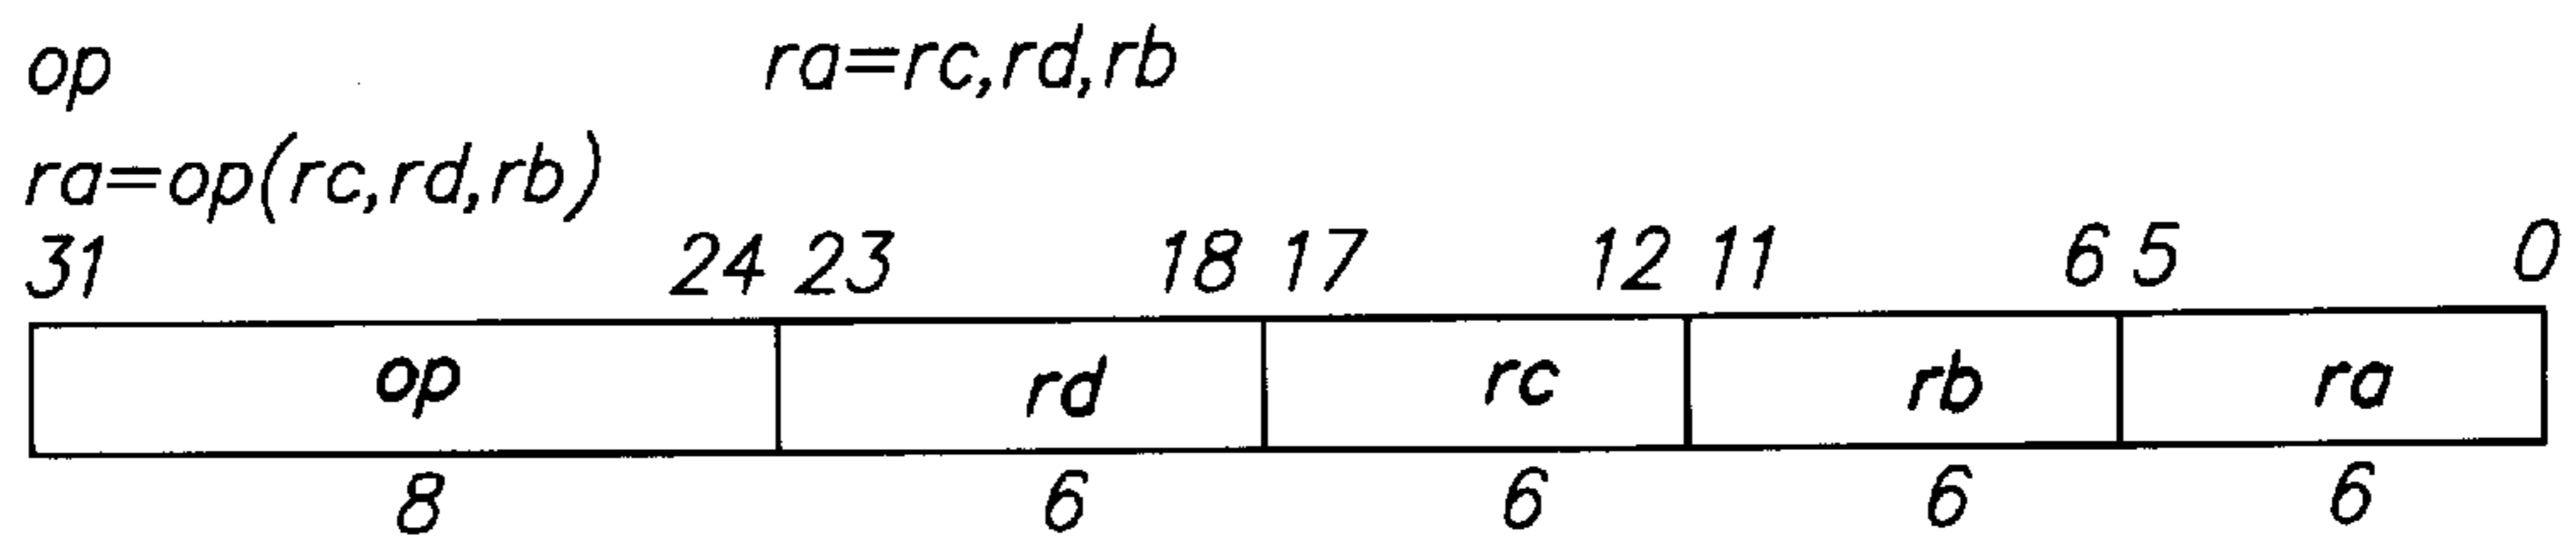 op ra=rc,rd,rb
ra=op(rc,rd,rb)
31 24 23 18 17 12 11 6 5 0
op rd rc rb ra
8 6 6 6 6